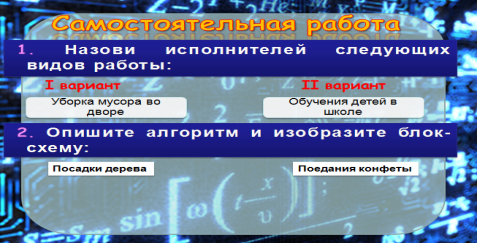 Самостоятельная работа
1. Назови исполнителей следующих
видов работы:
I вариант
II вариант
Уборка мусора во
дворе
Обучения детей в
школе
2. Опишите алгоритм и изобразите блок-
схему:
Посадки дерева
Поедания конфеты
sin [ω(t- x/υ)]